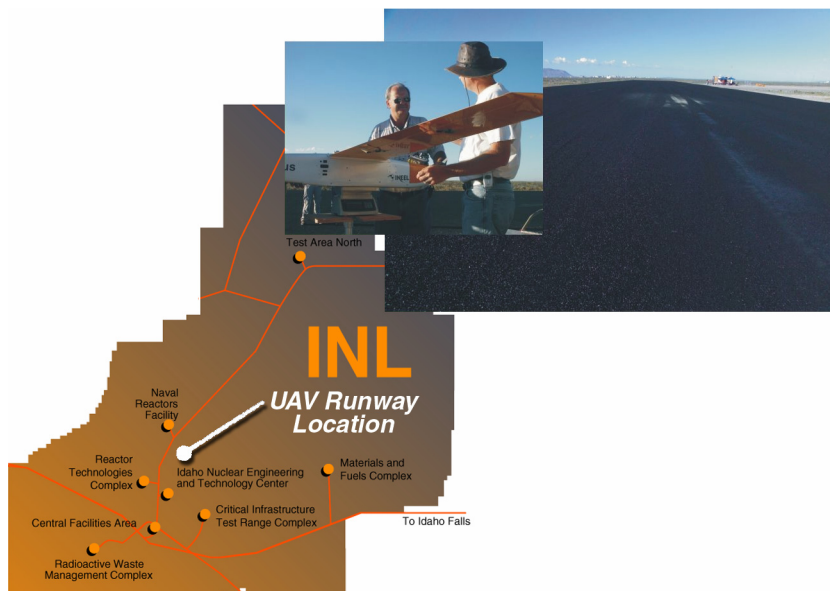 us
INEEL
Test Area North
INL
UAV Runway
Location
Naval
Reactors
Facility
Reactor
Technologies
Complex
Idaho Nuclear Engineering
and Technology Center
Materials and
Fuels Complex
Critical Infrastructure
Test Range Complex
Central Facilities Area
To Idaho Falls
Radioactive Waste
Management Complex